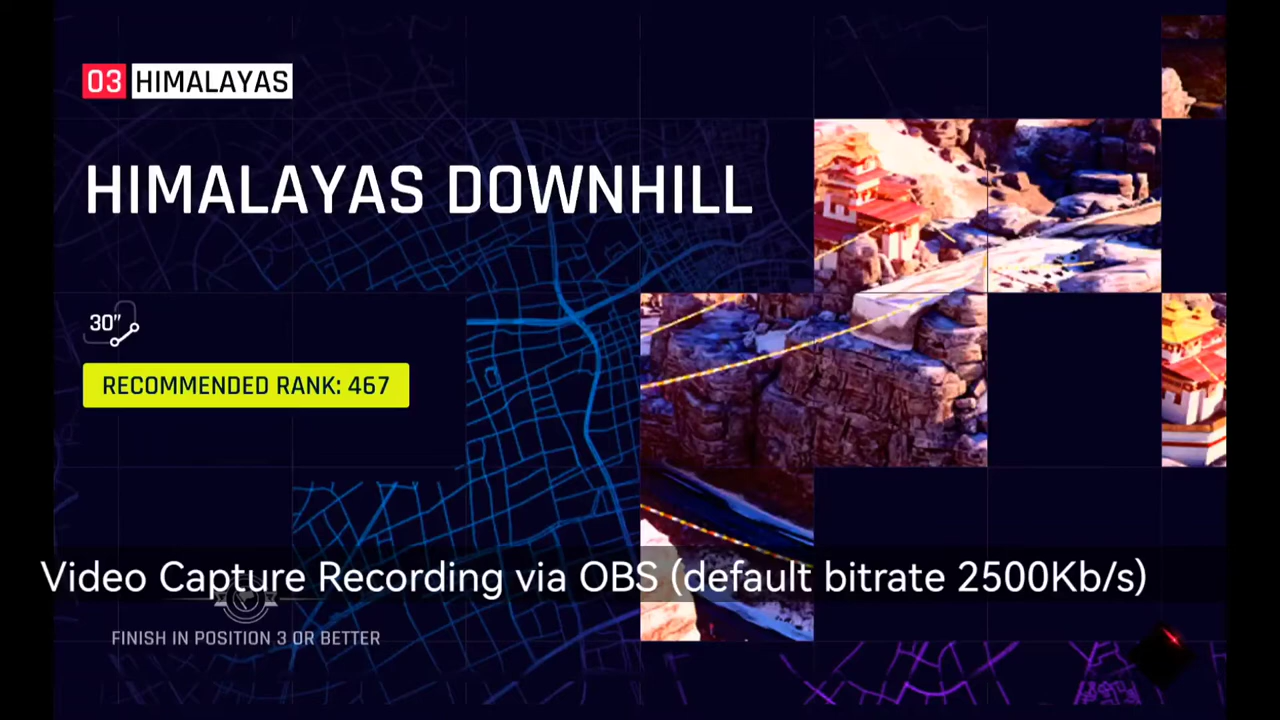 03 HIMALAYAS
HIMALAYAS DOWNHILL
30"
RECOMMENDED RANK: 467
Video Capture Recording via OBS (default bitrate 2500Kb/s)
FINISH IN POSITION 3 OR BETTER